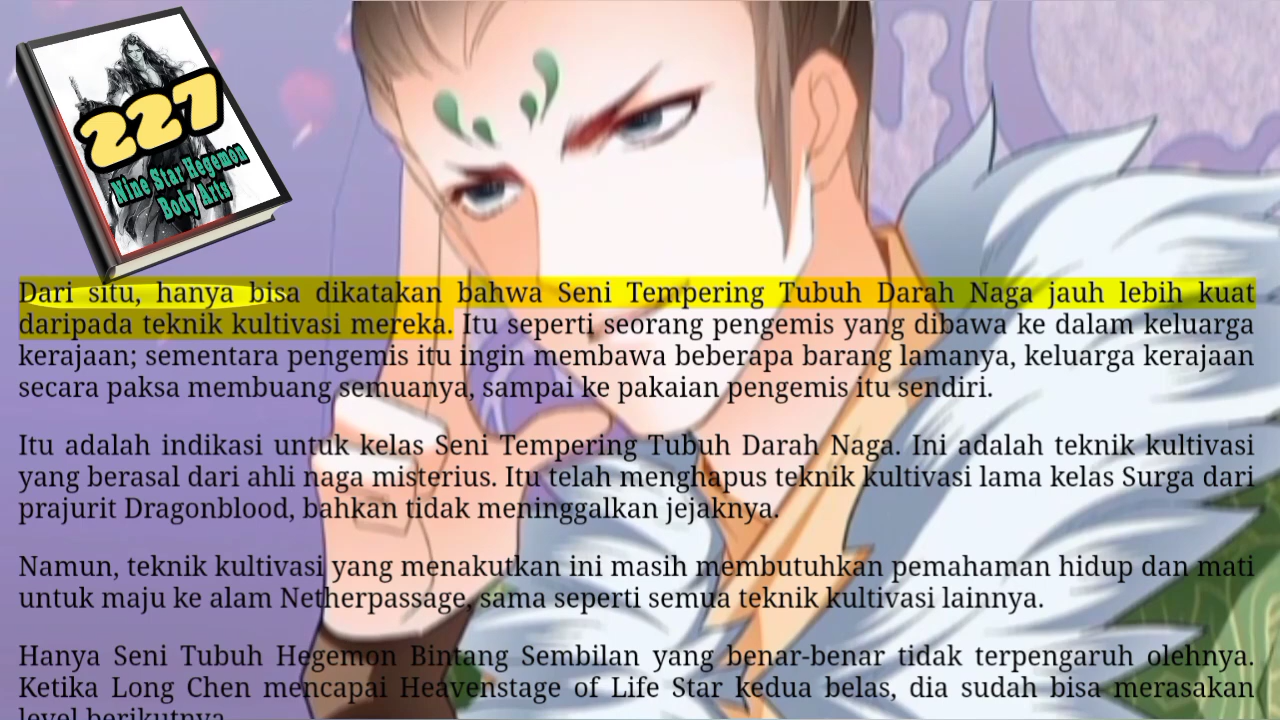 227
Nine Star Hegemon
Body Arts
Dari situ, hanya bisa dikatakan bahwa Seni Tempering Tubuh Darah Naga jauh lebih kuat
daripada teknik kultivasi mereka. Itu seperti seorang pengemis yang dibawa ke dalam keluarga
kerajaan; sementara pengemis itu ingin membawa beberapa barang lamanya, keluarga kerajaan
secara paksa membuang semuanya, sampai ke pakaian pengemis itu sendiri.
Itu adalah indikasi untuk kelas Seni Tempering Tubuh Darah Naga. Ini adalah teknik kultivasi
yang berasal dari ahli naga misterius. Itu telah menghapus teknik kultivasi lama kelas Surga dari
prajurit Dragonblood, bahkan tidak meninggalkan jejaknya.
Namun, teknik kultivasi yang menakutkan ini masih membutuhkan pemahaman hidup dan mati
untuk maju ke alam Netherpassage, sama seperti semua teknik kultivasi lainnya.
Hanya Seni Tubuh Hegemon Bintang Sembilan yang benar-benar tidak terpengaruh olehnya.
Ketika Long Chen mencapai Heavenstage of Life Star kedua belas, dia sudah bisa merasakan
level berikutnya.